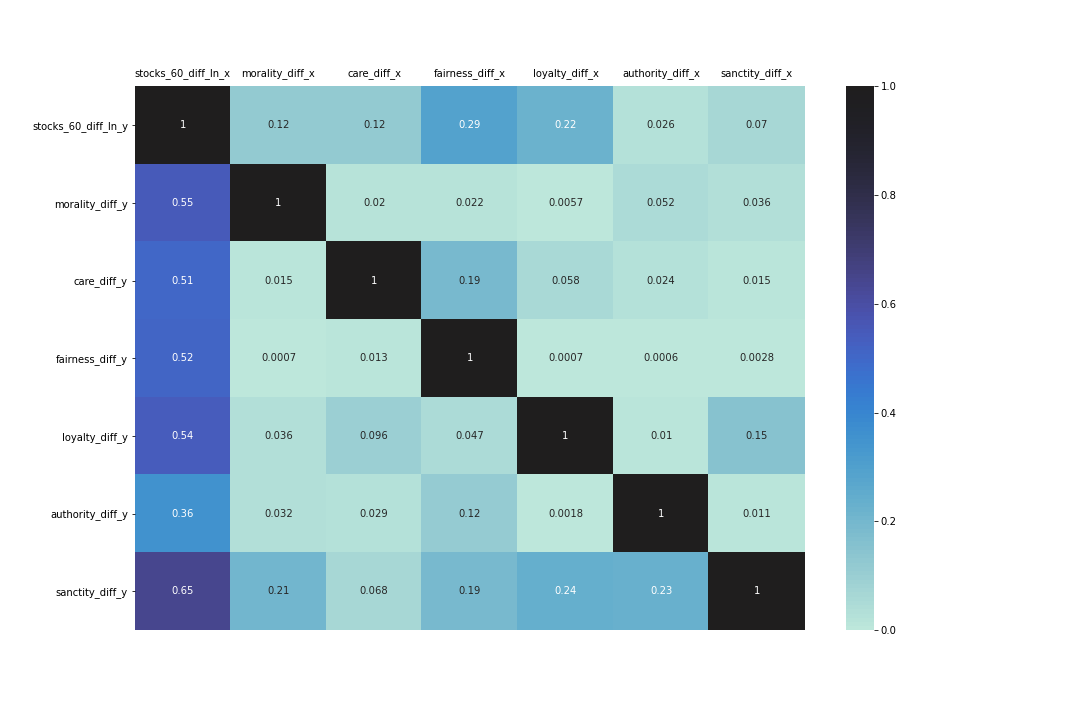 stocks_60_diff_ln_x morality_diff_x care_diff_x fairness_diff_x loyalty_diff_x authority_diff_x sanctity_diff_x
stocks_60_diff_ln_y 1 0.12 0.12 0.29 0.22 0.026 0.07
morality_diff_y 0.55 1 0.02 0.022 0.0057 0.052 0.036
care_diff_y 0.51 0.015 1 0.19 0.058 0.024 0.015
fairness_diff_y 0.52 0.0007 0.013 1 0.0007 0.0006 0.0028
loyalty_diff_y 0.54 0.036 0.096 0.047 1 0.01 0.15
authority_diff_y 0.36 0.032 0.029 0.12 0.0018 1 0.011
sanctity_diff_y 0.65 0.21 0.068 0.19 0.24 0.23 1
1.0
0.8
0.6
0.4
0.2
0.0